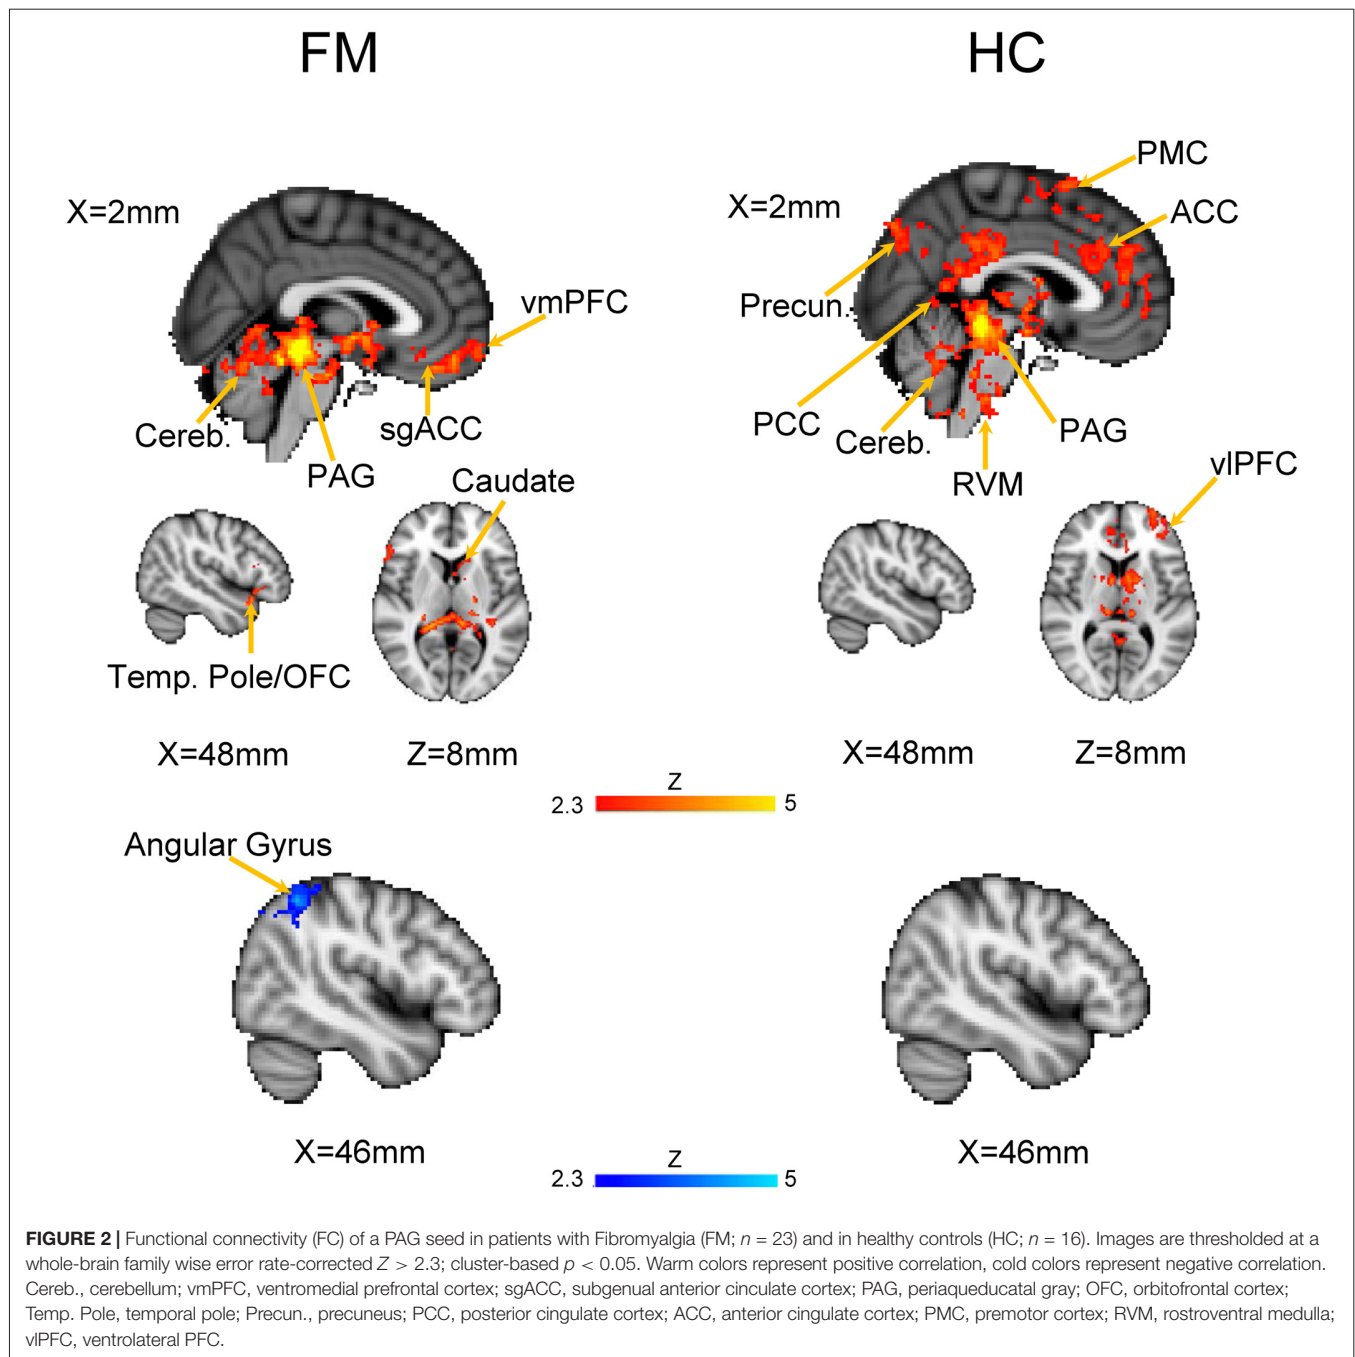 FM
HC
X=2mm
vmPFC
Cereb.
sgACC
PAG
X=2mm
PMC
ACC
Precun.
PCC
Cereb.
RVM
PAG
Caudate
Temp. Pole/OFC
X=48mm
Z=8mm
vlPFC
X=48mm
Z=8mm
Z
2.3
5
Angular Gyrus
X=46mm
X=46mm
Z
2.3
5
FIGURE 2 | Functional connectivity (FC) of a PAG seed in patients with Fibromyalgia (FM; n = 23) and in healthy controls (HC; n = 16). Images are thresholded at a
whole-brain family wise error rate-corrected Z > 2.3; cluster-based p < 0.05. Warm colors represent positive correlation, cold colors represent negative correlation.
Cereb., cerebellum; vmPFC, ventromedial prefrontal cortex; sgACC, subgenual anterior cinculate cortex; PAG, periaqueducatal gray; OFC, orbitofrontal cortex;
Temp. Pole, temporal pole; Precun., precuneus; PCC, posterior cingulate cortex; ACC, anterior cingulate cortex; PMC, premotor cortex; RVM, rostroventral medulla;
vlPFC, ventrolateral PFC.